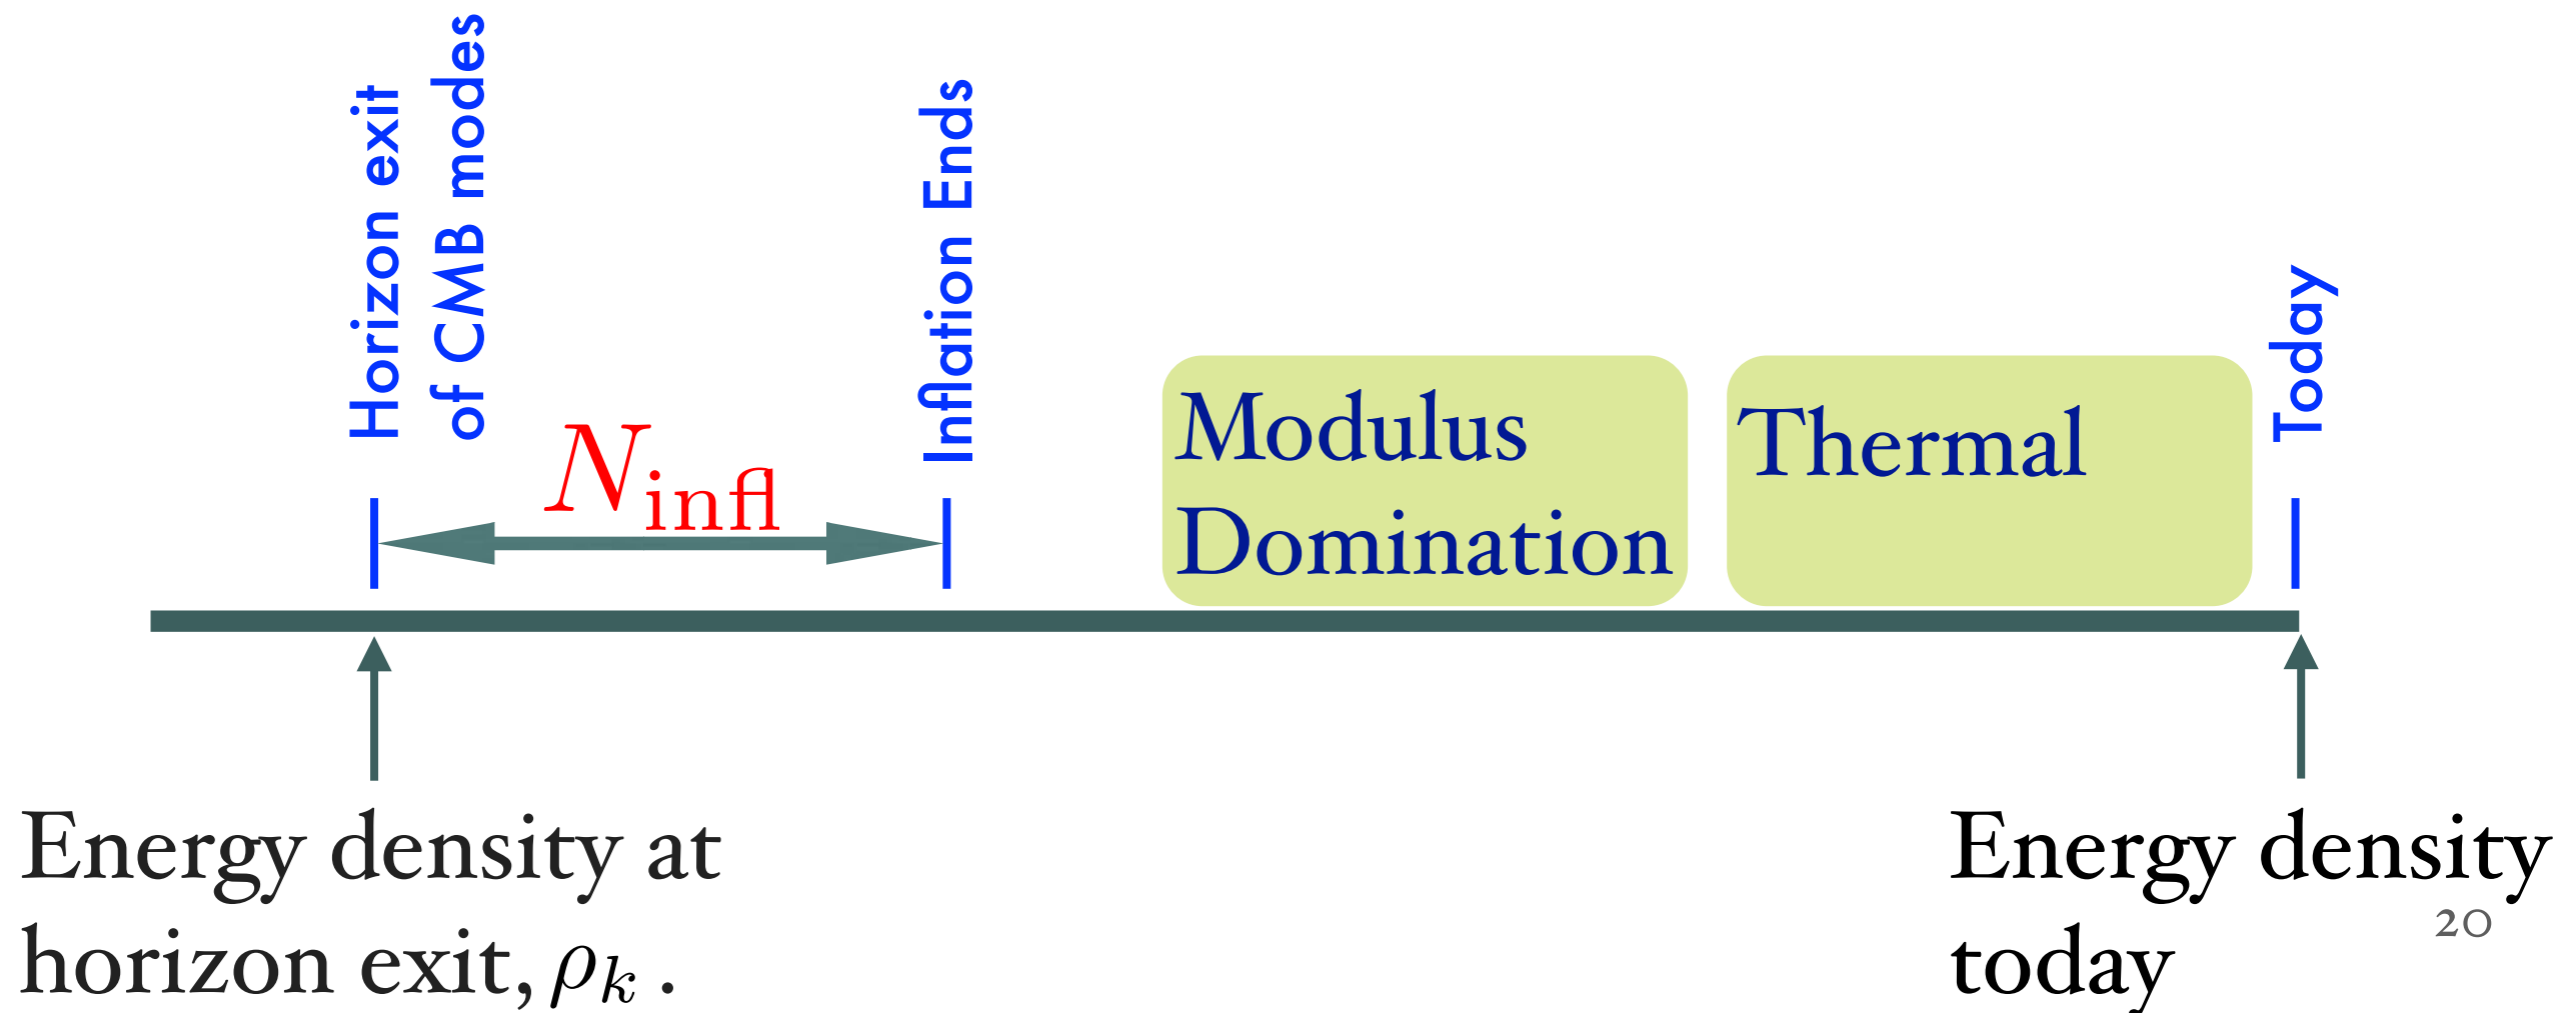 Horizon exit
of CMB modes
Inflation Ends
Today
N_infl
Modulus
Domination
Thermal
Energy density at
horizon exit, ρ_k .
Energy density
today
20